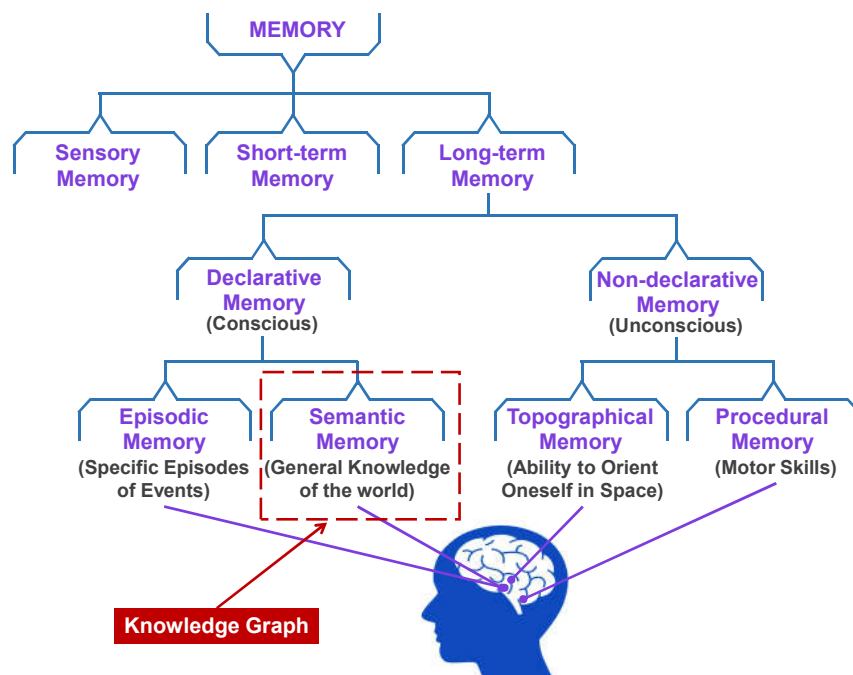 MEMORY
Sensory
Memory
Short-term
Memory
Long-term
Memory
Declarative
Memory
(Conscious)
Non-declarative
Memory
(Unconscious)
Episodic
Memory
(Specific Episodes
of Events)
Semantic
Memory
(General Knowledge
of the world)
Topographical
Memory
(Ability to Orient
Oneself in Space)
Procedural
Memory
(Motor Skills)
Knowledge Graph